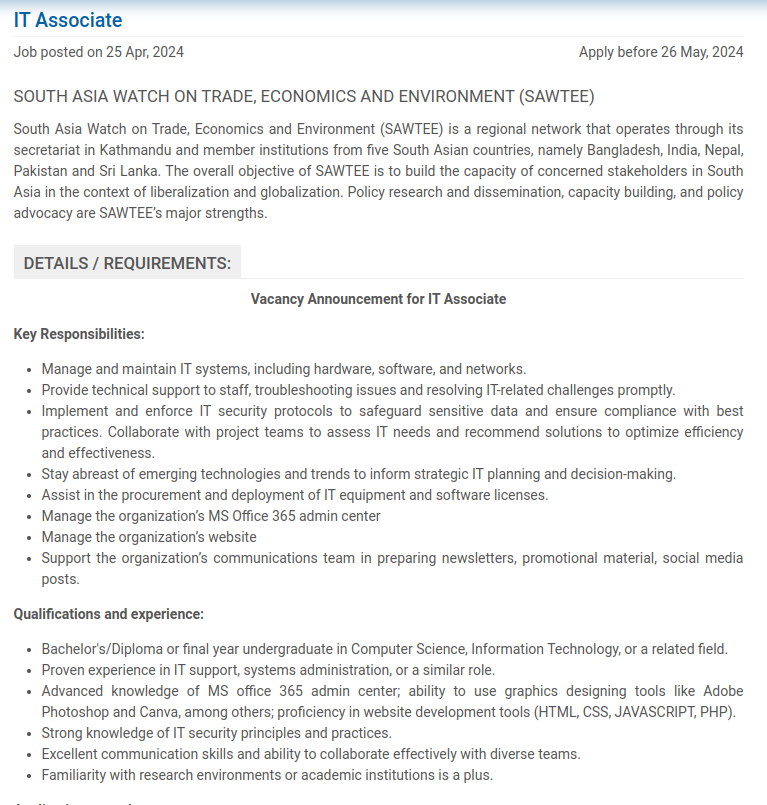 IT Associate
Job posted on 25 Apr, 2024 Apply before 26 May, 2024
SOUTH ASIA WATCH ON TRADE, ECONOMICS AND ENVIRONMENT (SAWTEE)
South Asia Watch on Trade, Economics and Environment (SAWTEE) is a regional network that operates through its
secretariat in Kathmandu and member institutions from five South Asian countries, namely Bangladesh, India, Nepal,
Pakistan and Sri Lanka. The overall objective of SAWTEE is to build the capacity of concerned stakeholders in South
Asia in the context of liberalization and globalization. Policy research and dissemination, capacity building, and policy
advocacy are SAWTEE's major strengths.
DETAILS / REQUIREMENTS:
Vacancy Announcement for IT Associate
Key Responsibilities:
• Manage and maintain IT systems, including hardware, software, and networks.
• Provide technical support to staff, troubleshooting issues and resolving IT-related challenges promptly.
• Implement and enforce IT security protocols to safeguard sensitive data and ensure compliance with best
practices. Collaborate with project teams to assess IT needs and recommend solutions to optimize efficiency
and effectiveness.
• Stay abreast of emerging technologies and trends to inform strategic IT planning and decision-making.
• Assist in the procurement and deployment of IT equipment and software licenses.
• Manage the organization's MS Office 365 admin center
• Manage the organization's website
• Support the organization's communications team in preparing newsletters, promotional material, social media
posts.
Qualifications and experience:
• Bachelor's/Diploma or final year undergraduate in Computer Science, Information Technology, or a related field.
• Proven experience in IT support, systems administration, or a similar role.
• Advanced knowledge of MS office 365 admin center; ability to use graphics designing tools like Adobe
Photoshop and Canva, among others; proficiency in website development tools (HTML, CSS, JAVASCRIPT, PHP).
• Strong knowledge of IT security principles and practices.
• Excellent communication skills and ability to collaborate effectively with diverse teams.
• Familiarity with research environments or academic institutions is a plus.